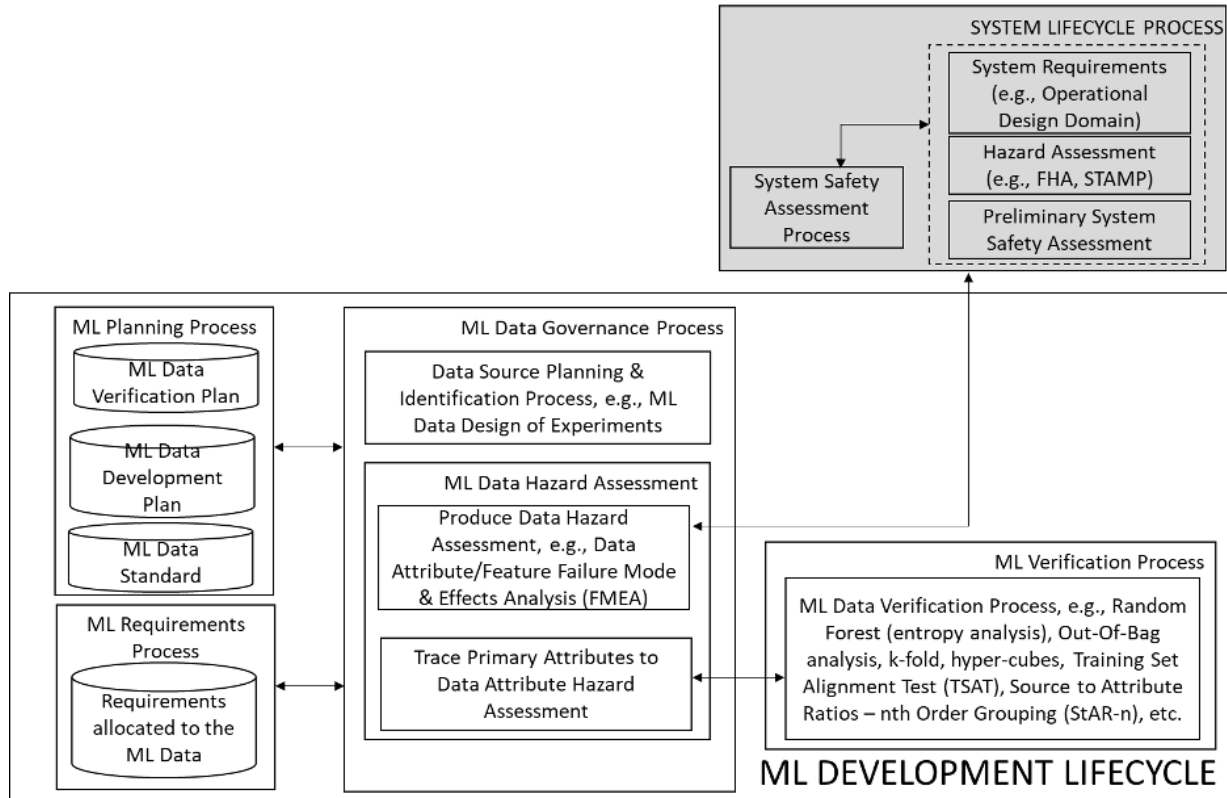 SYSTEM LIFECYCLE PROCESS
System Requirements
(e.g., Operational
Design Domain)
Hazard Assessment
(e.g., FHA, STAMP)
Preliminary System
Safety Assessment
System Safety
Assessment
Process
ML Planning Process
ML Data
Verification Plan
ML Data
Development
Plan
ML Data
Standard
ML Requirements
Process
Requirements
allocated to the
ML Data
ML Data Governance Process
Data Source Planning &
Identification Process, e.g., ML
Data Design of Experiments
ML Data Hazard Assessment
Produce Data Hazard
Assessment, e.g., Data
Attribute/Feature Failure Mode
& Effects Analysis (FMEA)
Trace Primary Attributes to
Data Attribute Hazard
Assessment
ML Verification Process
ML Data Verification Process, e.g., Random
Forest (entropy analysis), Out-Of-Bag
analysis, k-fold, hyper-cubes, Training Set
Alignment Test (TSAT), Source to Attribute
Ratios – nth Order Grouping (StAR-n), etc.
ML DEVELOPMENT LIFECYCLE